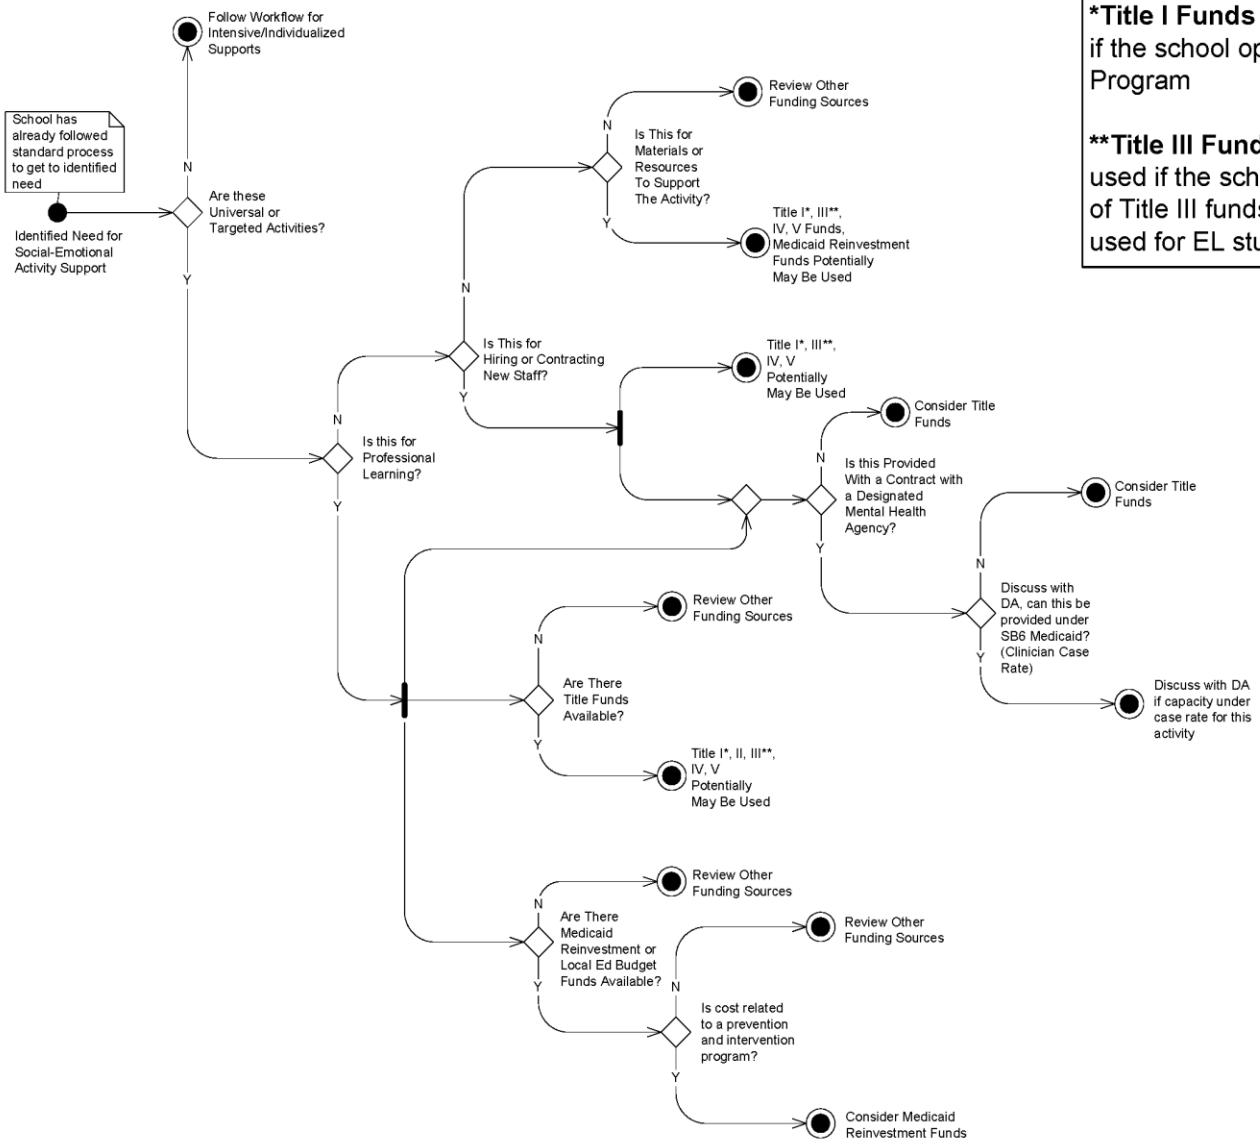 *Title I Funds
if the school
Program
**Title III
used if the
of Title III funds
used for EL
Follow Workflow for
Intensive/Individualized
Supports
School has
already followed
standard process
to get to identified
need
N
Are these
Universal or
Targeted Activities?
Identified Need for
Social-Emotional
Activity Support
Y
Review Other
Funding Sources
N
Is This for
Materials or
Resources
To Support
The Activity?
Y
Title I*, III**,
IV, V Funds,
Medicaid Reinvestment
Funds Potentially
May Be Used
N
Is This for
Hiring or Contracting
New Staff?
Y
Title I*, III**,
IV, V
Potentially
May Be Used
N
Is this for
Professional
Learning?
Y
Consider Title
Funds
N
Is this Provided
With a Contract with
a Designated
Mental Health
Agency?
Y
Consider Title
Funds
N
Discuss with
DA, can this be
provided under
SB6 Medicaid?
(Clinician Case
Rate)
Y
Discuss with DA
if capacity under
case rate for this
activity
Review Other
Funding Sources
N
Are There
Title Funds
Available?
Y
Title I*, II, III**,
IV, V
Potentially
May Be Used
Review Other
Funding Sources
N
Are There
Medicaid
Reinvestment or
Local Ed Budget
Funds Available?
Y
Review Other
Funding Sources
N
Is cost related
to a prevention
and intervention
program?
Y
Consider Medicaid
Reinvestment Funds